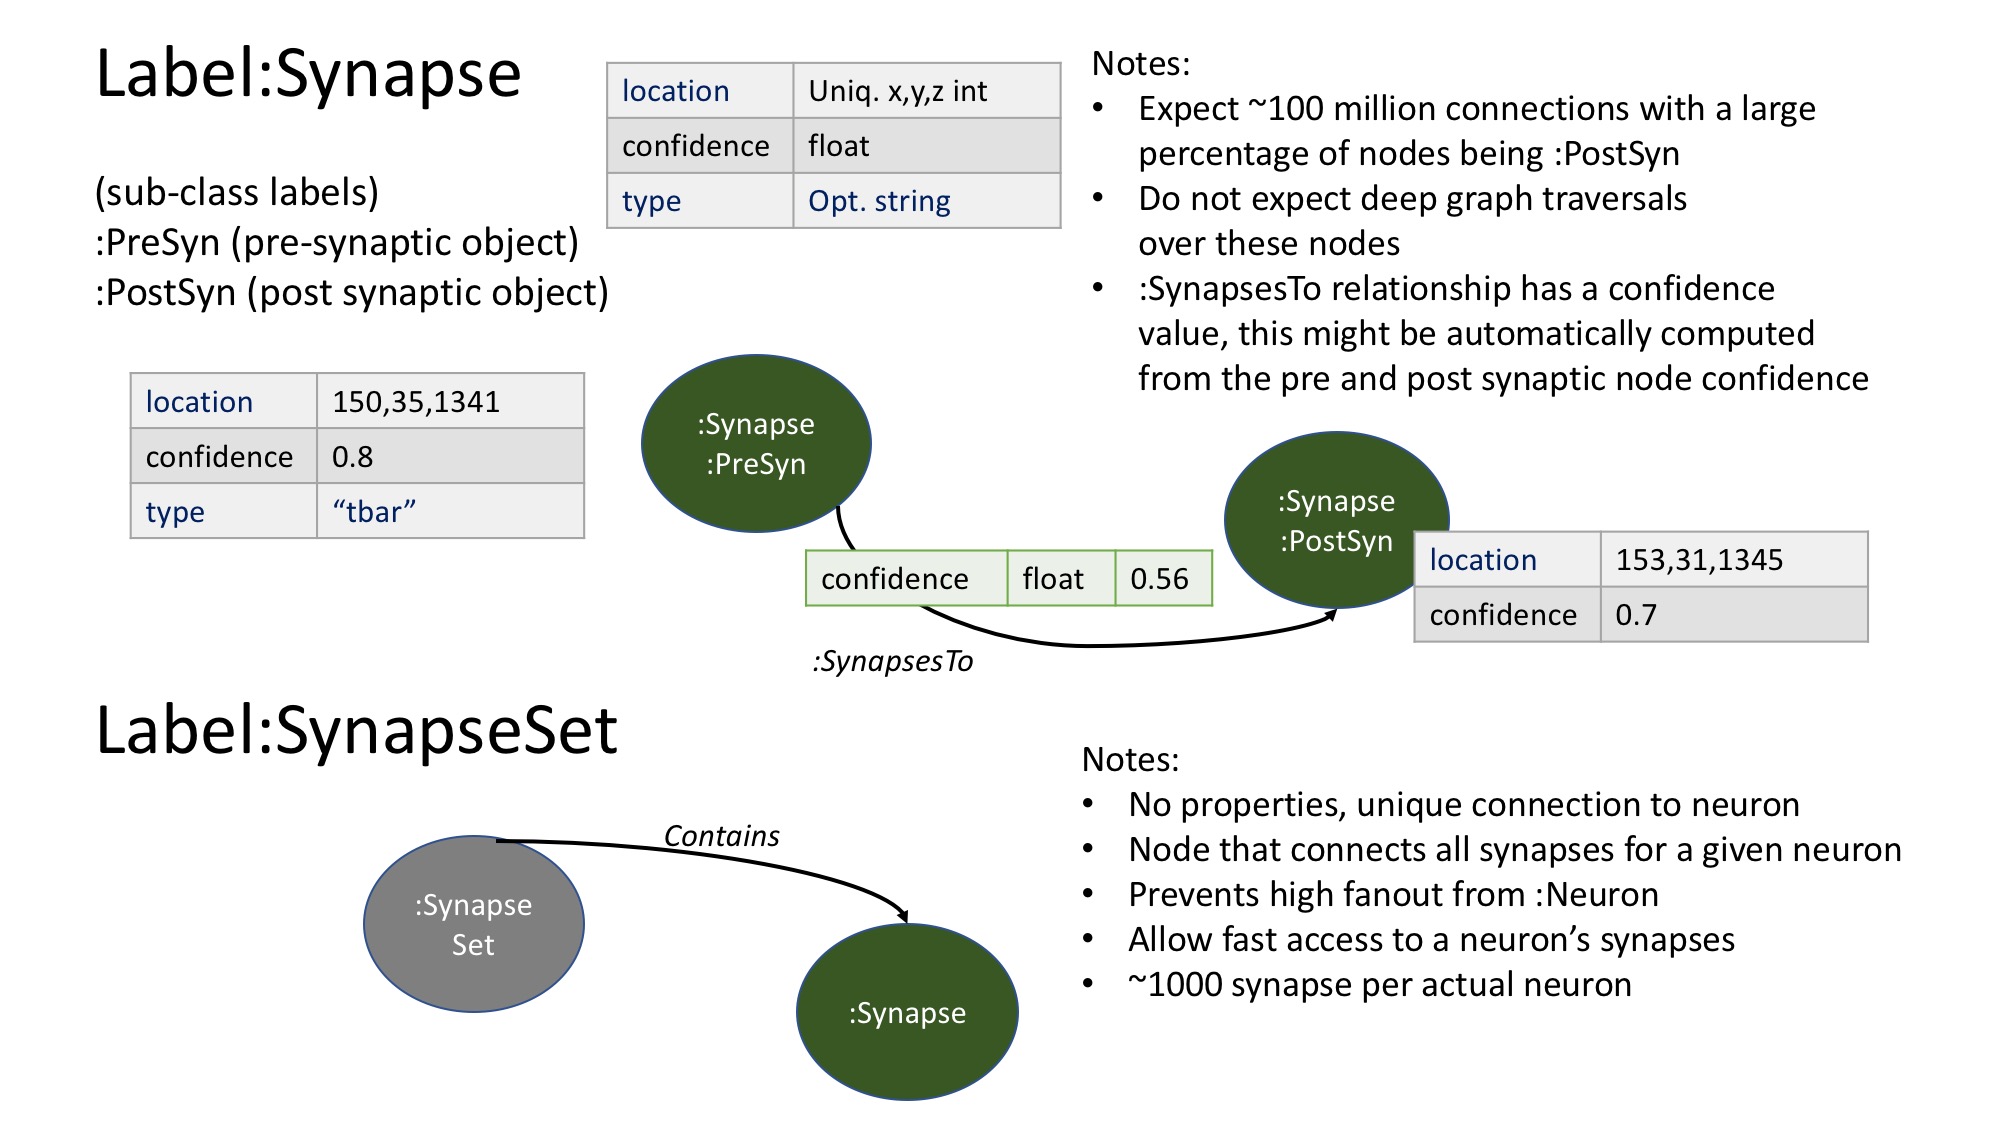 Label:Synapse
(sub-class labels)
:PreSyn (pre-synaptic object)
:PostSyn (post synaptic object)
location Uniq. x,y,z int
confidence float
type Opt. string
Notes:
• Expect ~100 million connections with a large
percentage of nodes being :PostSyn
• Do not expect deep graph traversals
over these nodes
• :SynapsesTo relationship has a confidence
value, this might be automatically computed
from the pre and post synaptic node confidence
location 150,35,1341
confidence 0.8
type “tbar”
:Synapse
:PreSyn
confidence float 0.56
:SynapsesTo
:Synapse
:PostSyn
location 153,31,1345
confidence 0.7
Label:SynapseSet
:Synapse
Set
Contains
:Synapse
Notes:
• No properties, unique connection to neuron
• Node that connects all synapses for a given neuron
• Prevents high fanout from :Neuron
• Allow fast access to a neuron’s synapses
• ~1000 synapse per actual neuron